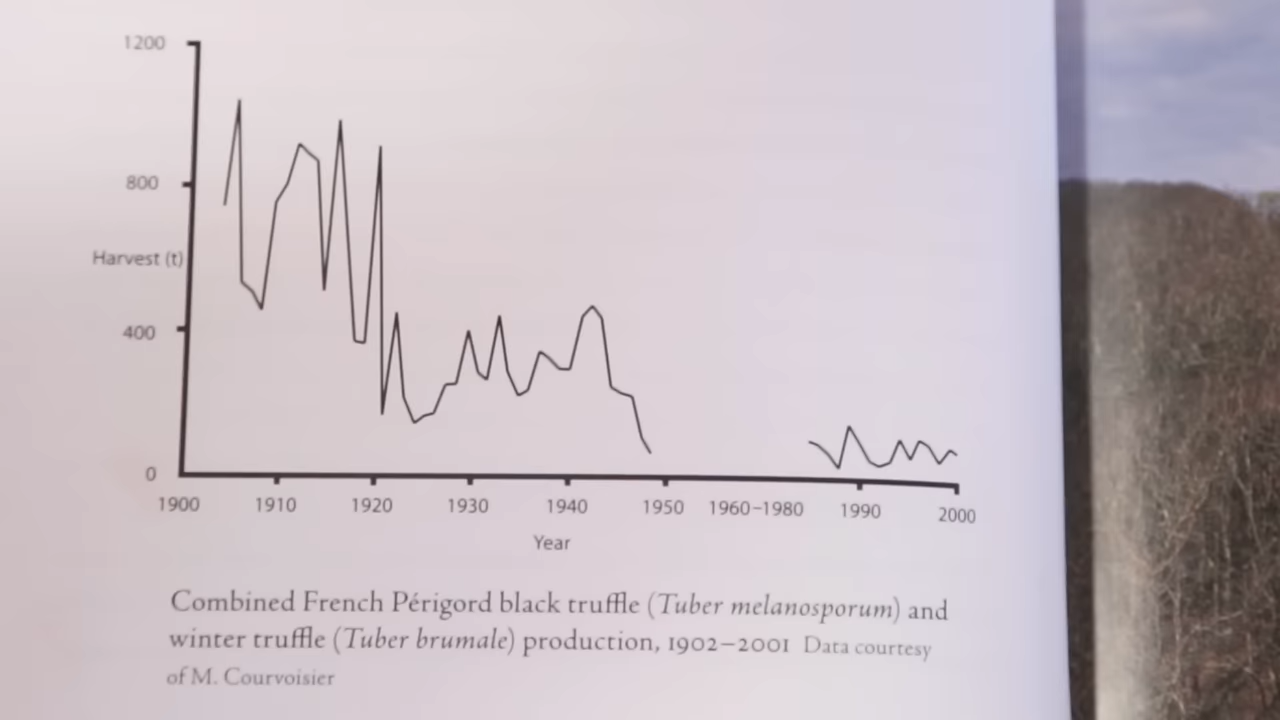 1200
800
Harvest (t)
400
0
1900 1910 1920 1930 1940 1950 1960–1980 1990 2000
Year
Combined French Périgord black truffle (Tuber melanosporum) and
winter truffle (Tuber brumale) production, 1902–2001 Data courtesy
of M. Courvoisier